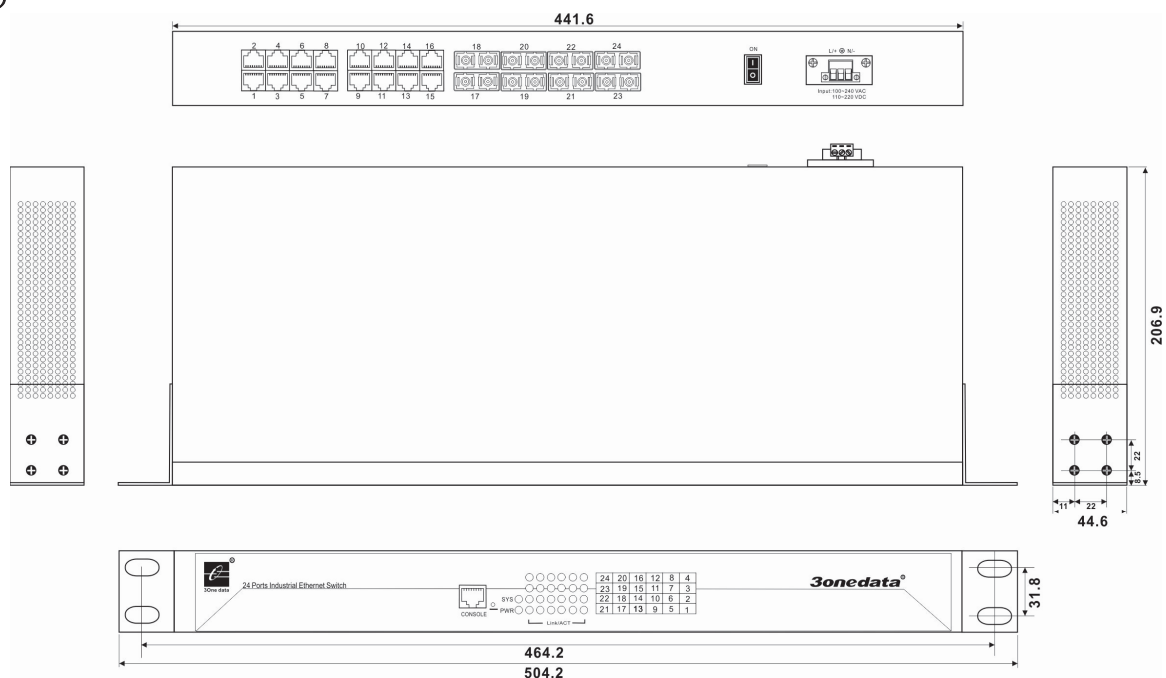 441.6
2 4 6 8 10 12 14 16 18 20 22 24
ON
L/+ N/-
1 3 5 7 9 11 13 15 17 19 21 23
Input:100~240 VAC
110~220 VDC
206.9
22
8.5
11 22
44.6
3One data
24 Ports Industrial Ethernet Switch
CONSOLE
SYS
PWR
Link/ACT
24 20 16 12 8 4
23 19 15 11 7 3
22 18 14 10 6 2
21 17 13 9 5 1
3onedata®
31.8
464.2
504.2